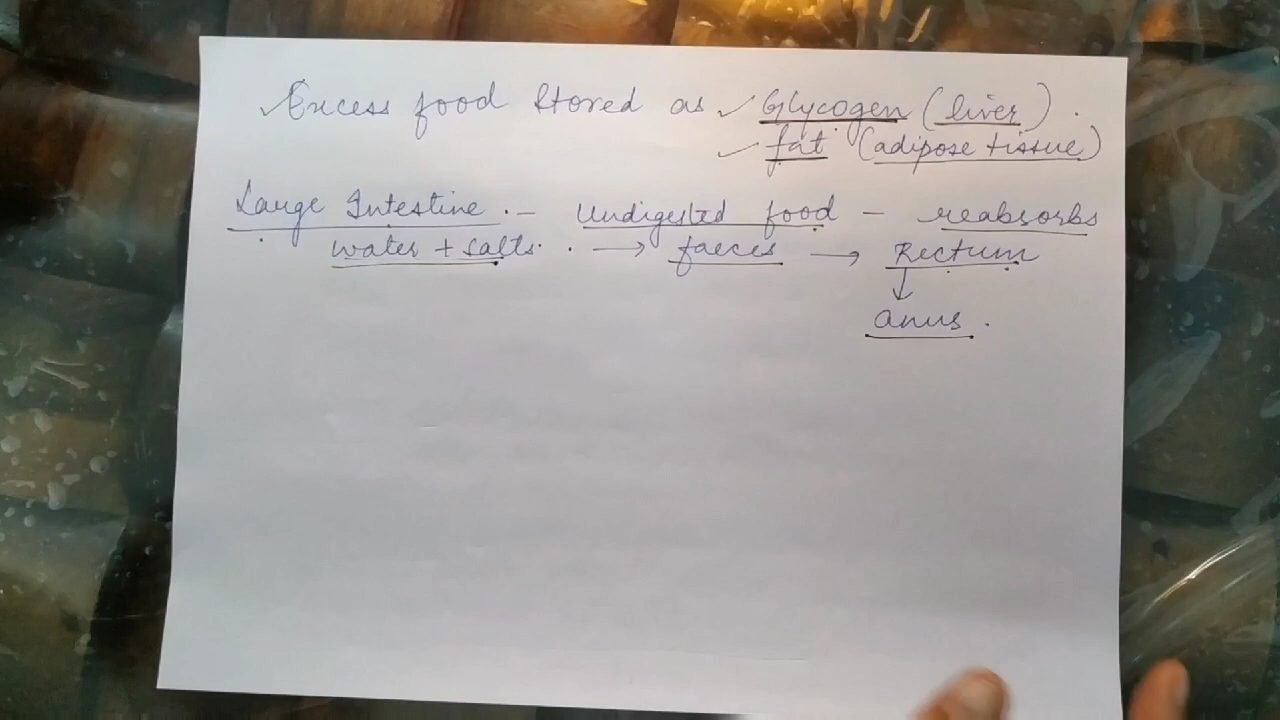 ✓Excess food stored as ✓Glycogen (liver).
✓fat (adipose tissue)
Large Intestine. - Undigested food - reabsorbs
water + salts. . → faeces → Rectum
↓
anus.